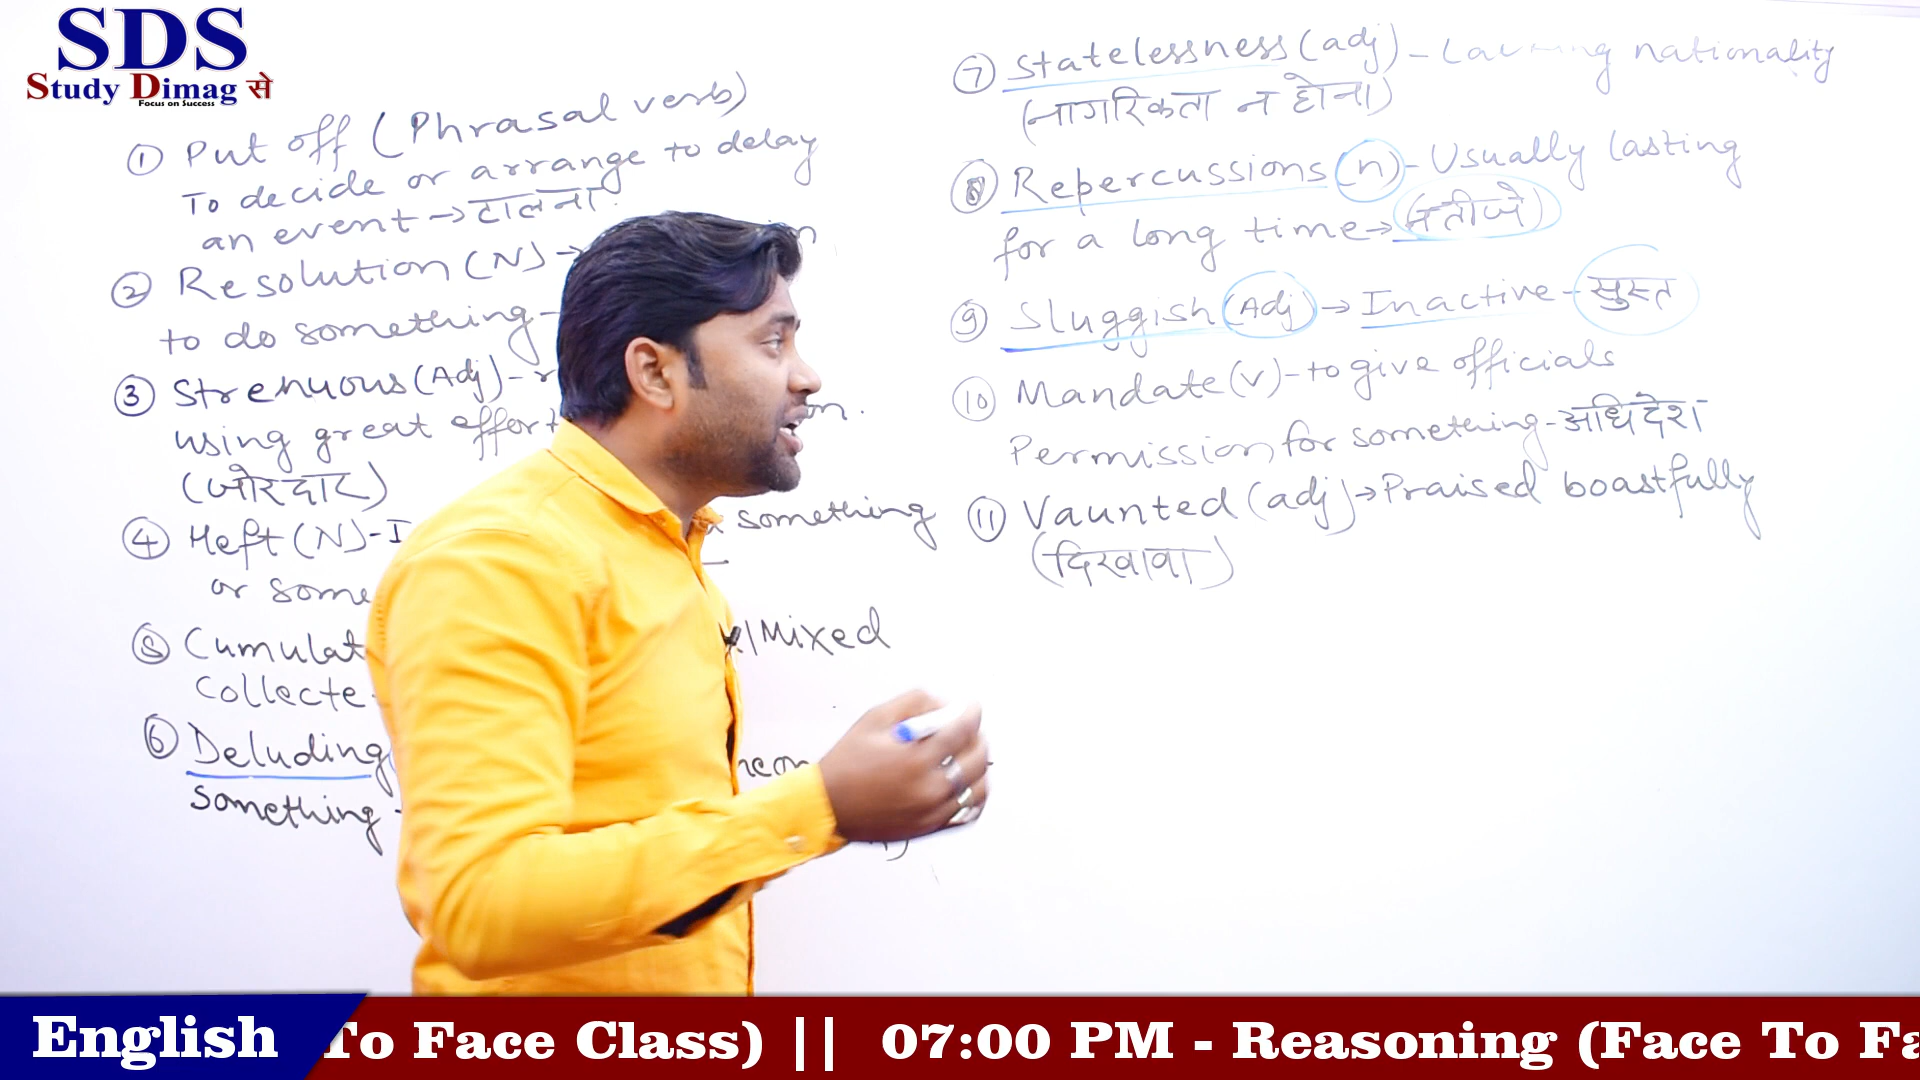 SDS
Study Dimag से
Focus on Success
① Put off (Phrasal verb)
To decide or arrange to delay
an event → टालना
② Resolution (N) →
to do something -
③ Strenuous (Adj) -
using great effort
(जोरदार)
④ Heft (N) - I
something
or some
Cumulat
/Mixed
Collecte
⑥ Deluding
something
⑦ Statelessness (adj) - nationality
(नागरिकता न होना)
⑧ Repercussions (n) - Usually lasting
for a long time → (नतीजे)
⑨ Sluggish (Adj) → Inactive - सुस्त
⑩ Mandate (v) - to give officials
Permission for something - अधिदेश
⑪ Vaunted (adj) → Praised boastfully
(दिखावा)
English To Face Class) || 07:00 PM - Reasoning (Face To Fa